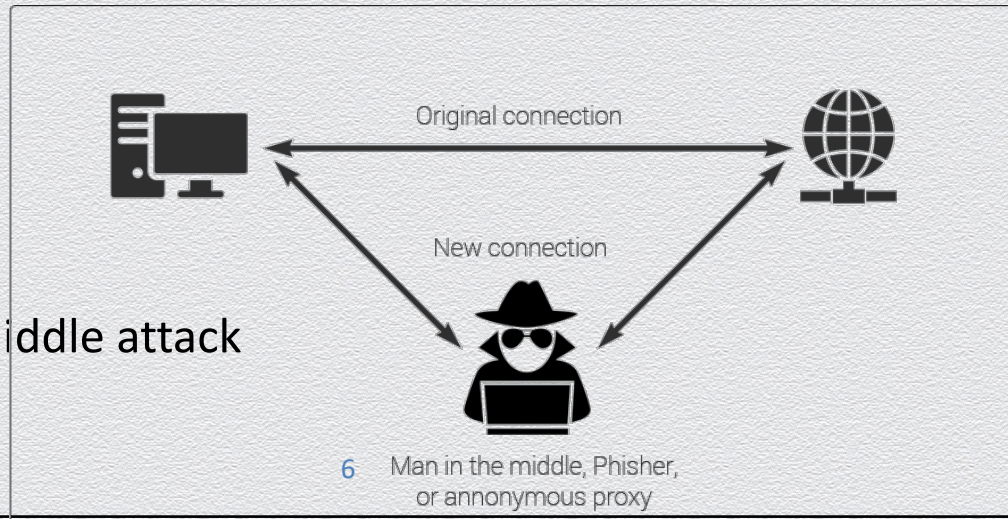 Original connection
New connection
iddle attack
6
Man in the middle, Phisher,
or annonymous proxy